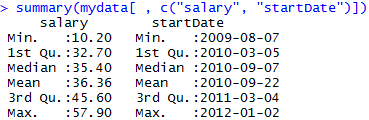 > summary(mydata[ , c("salary", "startDate")])
     salary        startDate
Min.   :10.20   Min.   :2009-08-07
1st Qu.:32.70   1st Qu.:2010-03-05
Median :35.40   Median :2010-09-07
Mean   :36.36   Mean   :2010-09-22
3rd Qu.:45.60   3rd Qu.:2011-03-04
Max.   :57.90   Max.   :2012-01-02